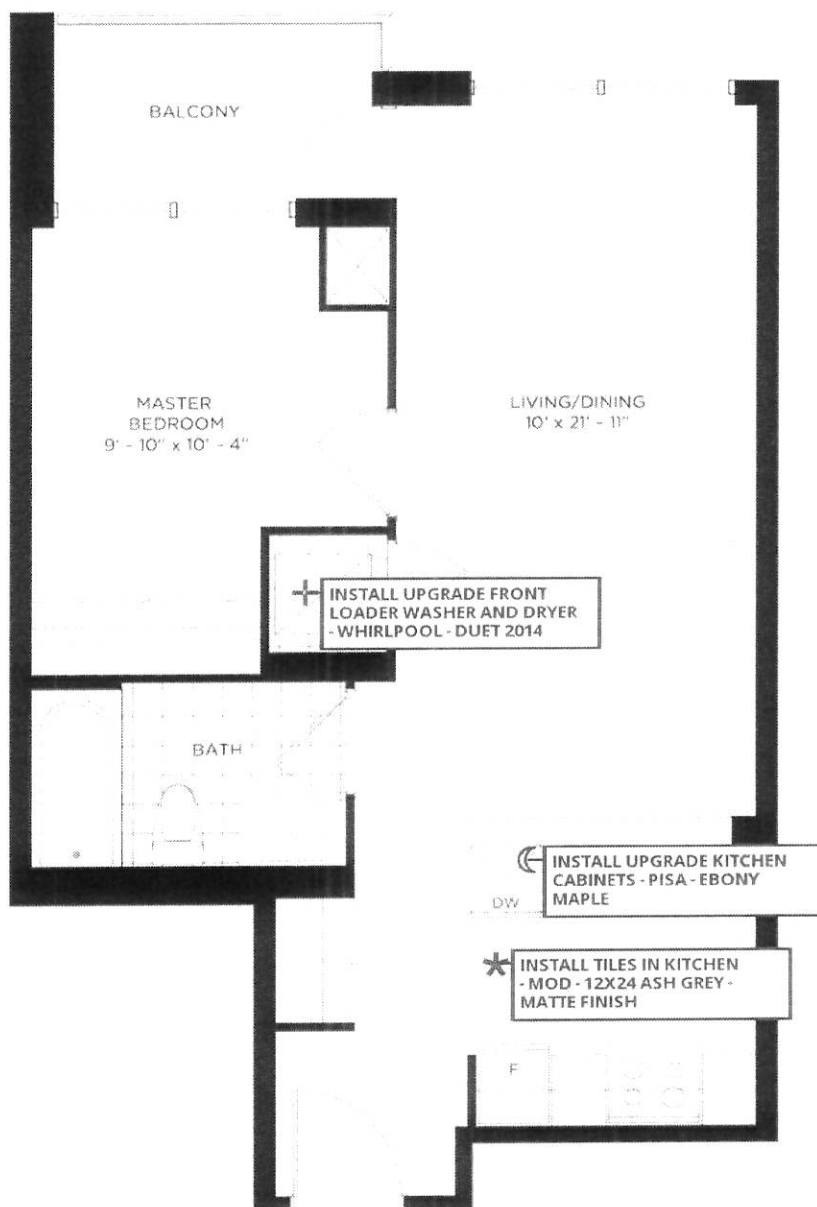 BALCONY
MASTER
BEDROOM
9' - 10" x 10' - 4"
LIVING/DINING
10' x 21' - 11"
INSTALL UPGRADE FRONT
LOADER WASHER AND DRYER
- WHIRLPOOL - DUET 2014
BATH
INSTALL UPGRADE KITCHEN
CABINETS - PISA - EBONY
MAPLE
DW
INSTALL TILES IN KITCHEN
- MOD - 12X24 ASH GREY -
MATTE FINISH
F